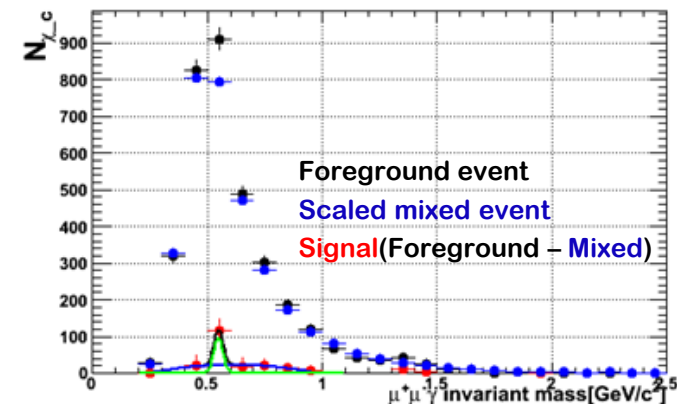 N_χ_c
900
800
700
600
500
400
300
200
100
0
Foreground event
Scaled mixed event
Signal(Foreground – Mixed)
0 0.5 1 1.5 2 2.5
μ⁺μ⁻γ invariant mass[GeV/c²]